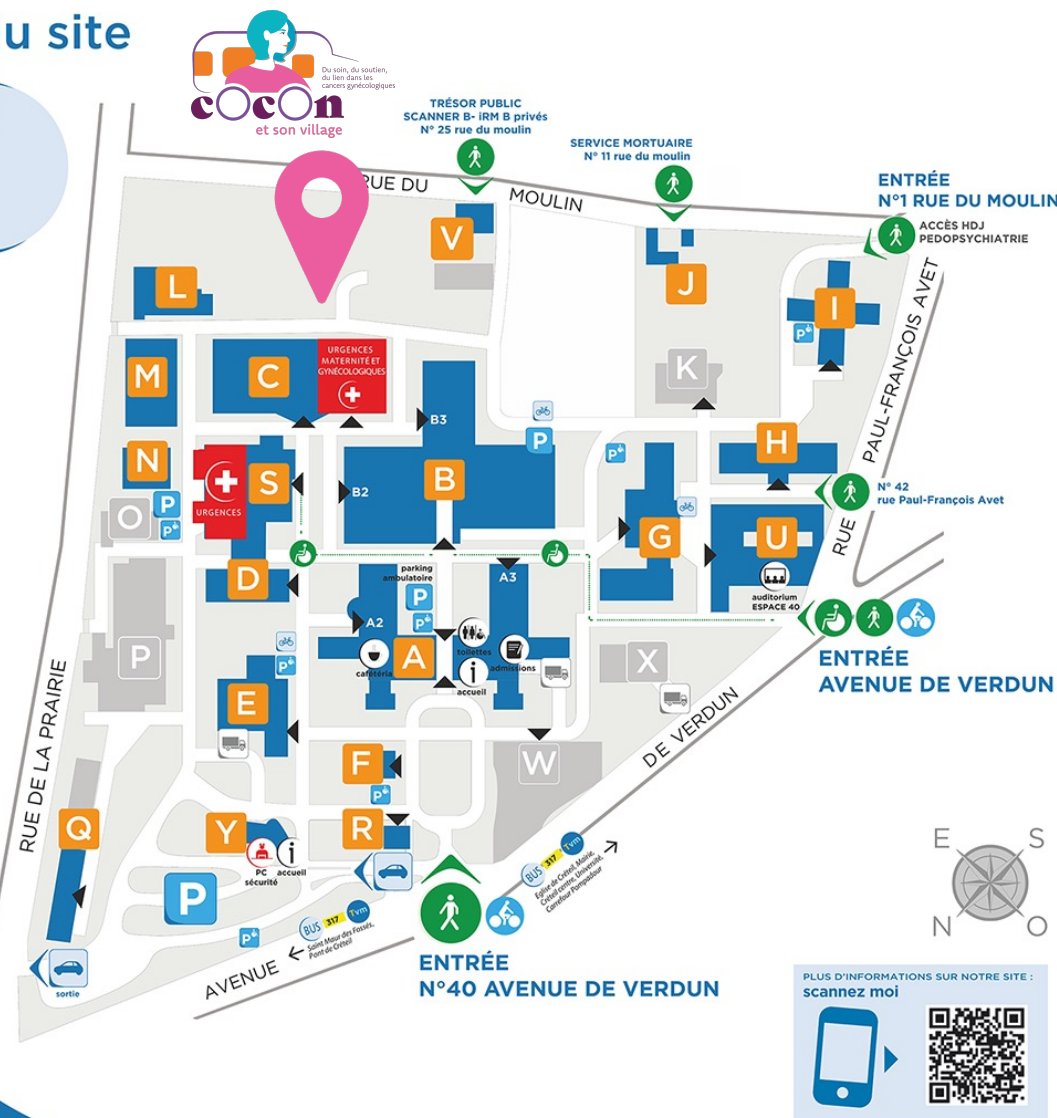 u site
Du soin, du soutien,
du lien dans les
cancers gynécologiques
cocon
et son village
TRÉSOR PUBLIC
SCANNER B- iRM B privés
N° 25 rue du moulin
SERVICE MORTUAIRE
N° 11 rue du moulin
ENTRÉE
N°1 RUE DU MOULIN
ACCÈS HDJ
PEDOPSYCHIATRIE
RUE DU MOULIN
V
L
J
I
P
M
C
URGENCES
MATERNITÉ ET
GYNÉCOLOGIQUES
K
RUE PAUL-FRANÇOIS AVET
B3
P
P
H
N
S
B
B2
URGENCES
O
P
P
G
U
N° 42
rue Paul-François Avet
auditorium
ESPACE 40
D
parking
ambulatoire
P
P
A3
A2
A
cafétéria
toilettes
i
accueil
admissions
P
X
ENTRÉE
AVENUE DE VERDUN
P
E
RUE DE LA PRAIRIE
F
P
W
DE VERDUN
Q
Y
R
PC
sécurité
i
accueil
BUS 317 Tvm
Eglise de Créteil, Mairie,
Créteil centre, Université,
Carrefour Pompadour
E
S
N
O
P
P
BUS 317 Tvm
Saint Maur des Fossés,
Pont de Créteil
AVENUE
sortie
ENTRÉE
N°40 AVENUE DE VERDUN
PLUS D'INFORMATIONS SUR NOTRE SITE :
scannez moi